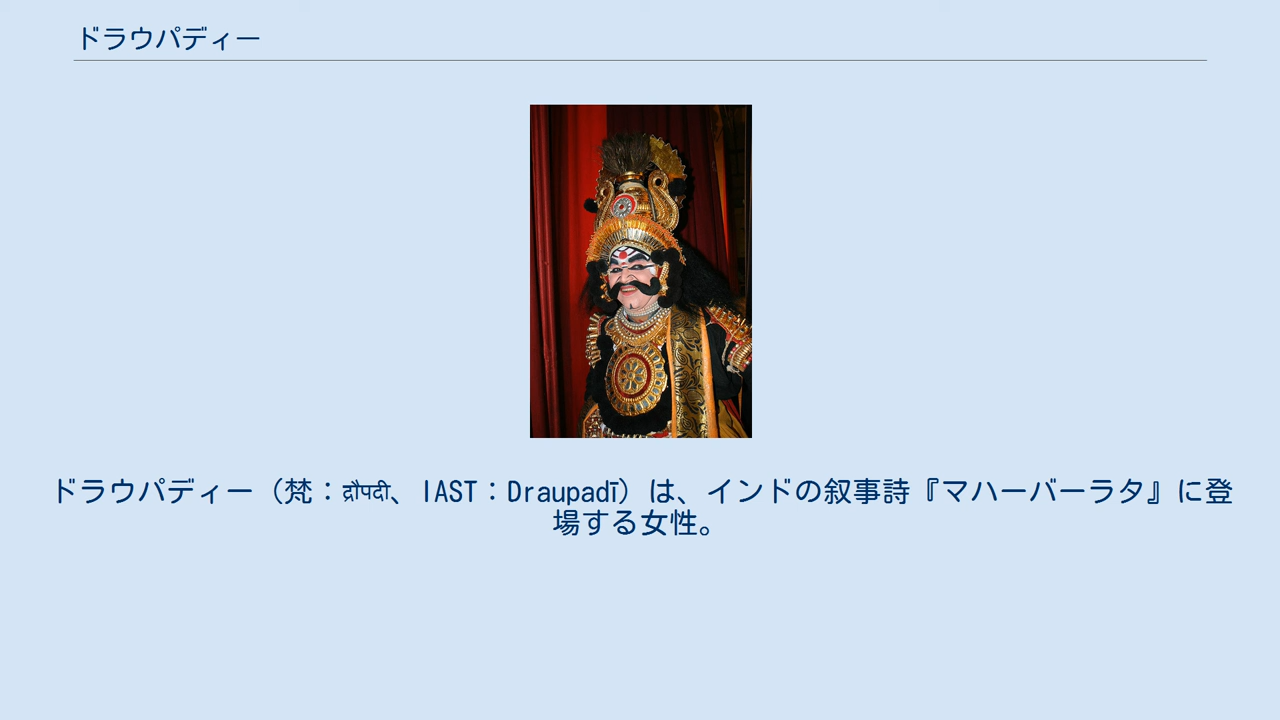 ドラウパディー
ドラウパディー（梵：द्रौपदी、IAST：Draupadī）は、インドの叙事詩『マハーバーラタ』に登
場する女性。